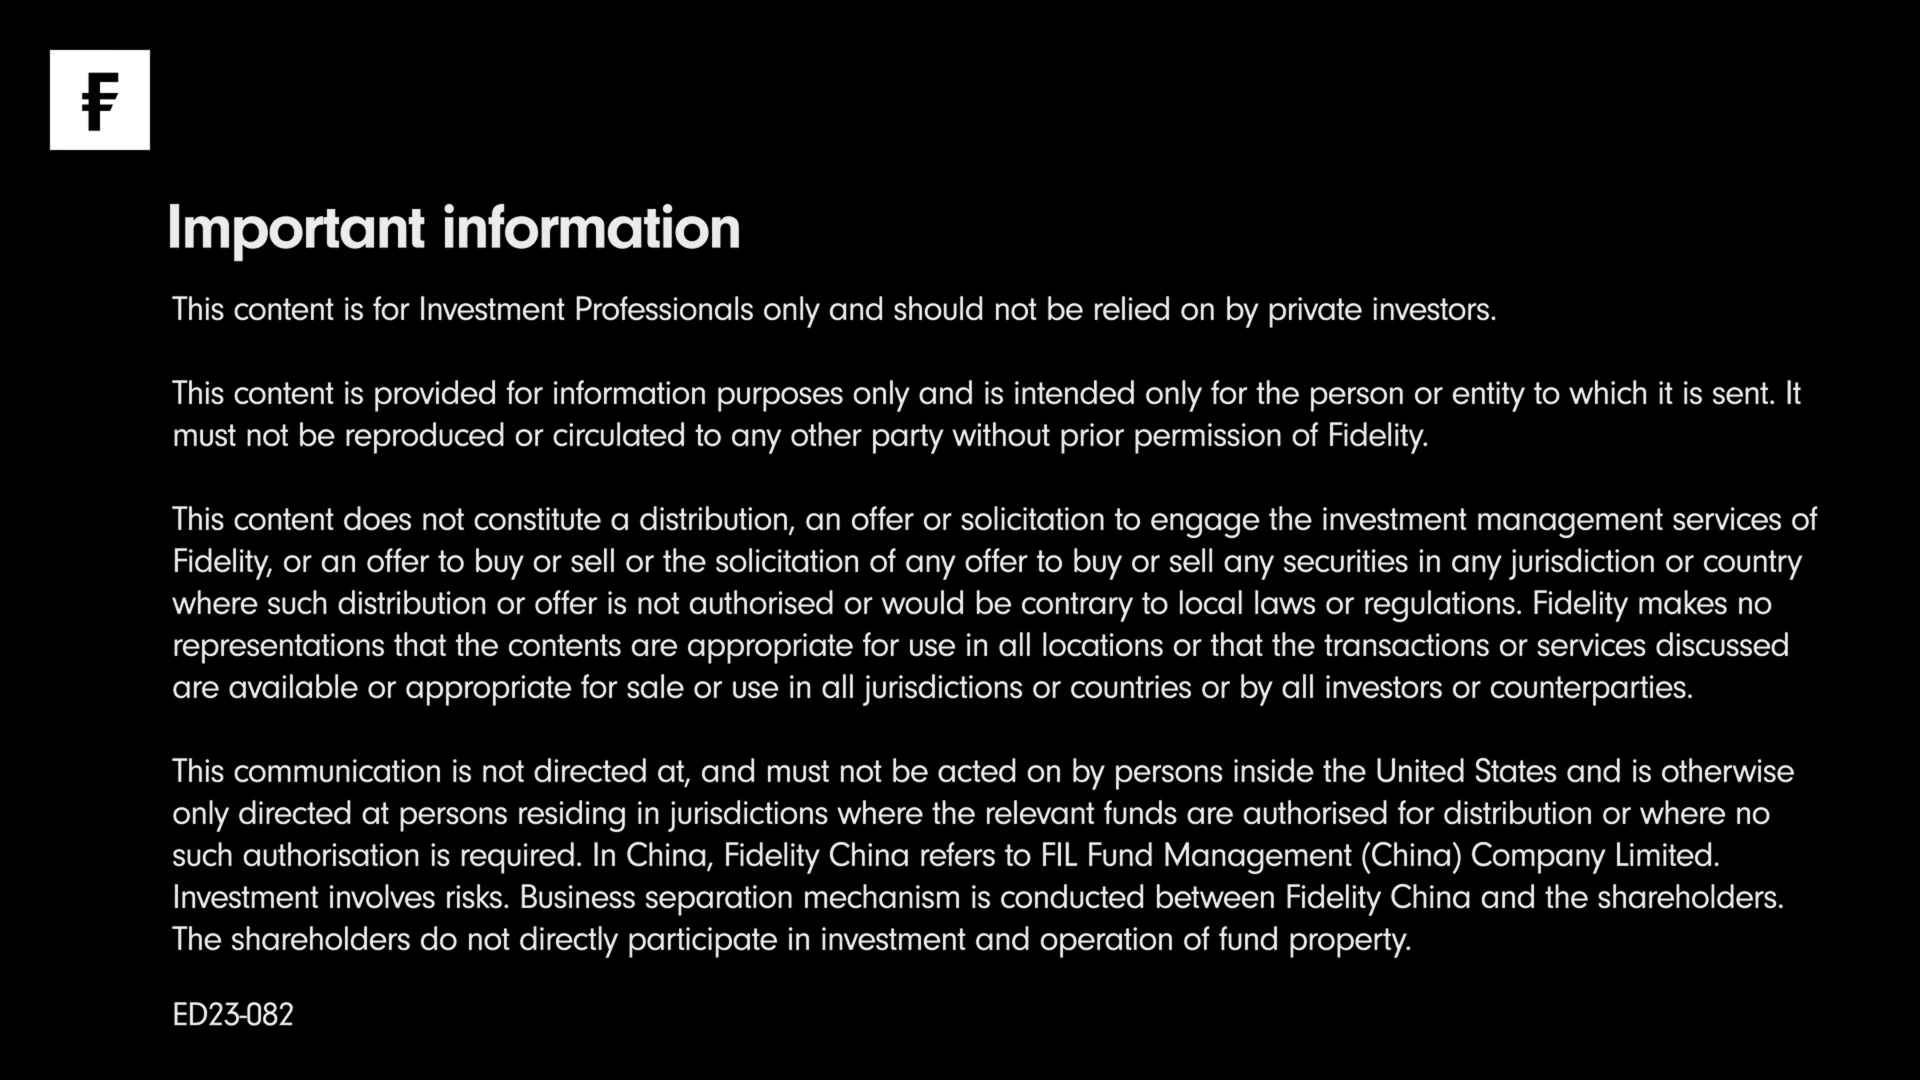 Important information
This content is for Investment Professionals only and should not be relied on by private investors.
This content is provided for information purposes only and is intended only for the person or entity to which it is sent. It
must not be reproduced or circulated to any other party without prior permission of Fidelity.
This content does not constitute a distribution, an offer or solicitation to engage the investment management services of
Fidelity, or an offer to buy or sell or the solicitation of any offer to buy or sell any securities in any jurisdiction or country
where such distribution or offer is not authorised or would be contrary to local laws or regulations. Fidelity makes no
representations that the contents are appropriate for use in all locations or that the transactions or services discussed
are available or appropriate for sale or use in all jurisdictions or countries or by all investors or counterparties.
This communication is not directed at, and must not be acted on by persons inside the United States and is otherwise
only directed at persons residing in jurisdictions where the relevant funds are authorised for distribution or where no
such authorisation is required. In China, Fidelity China refers to FIL Fund Management (China) Company Limited.
Investment involves risks. Business separation mechanism is conducted between Fidelity China and the shareholders.
The shareholders do not directly participate in investment and operation of fund property.
ED23-082